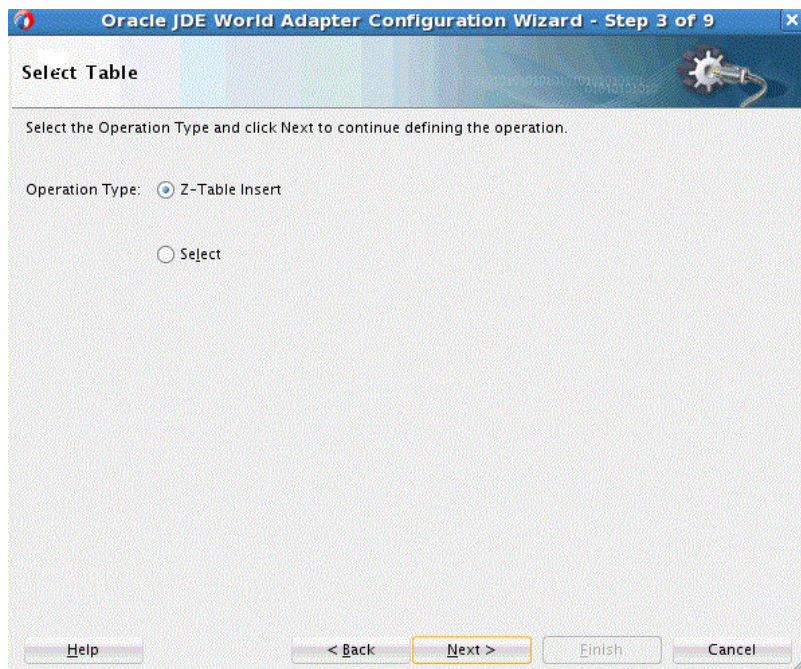 Oracle JDE World Adapter Configuration Wizard - Step 3 of 9
Select Table
Select the Operation Type and click Next to continue defining the operation.
Operation Type: Z-Table Insert
Select
Help < Back Next > Finish Cancel